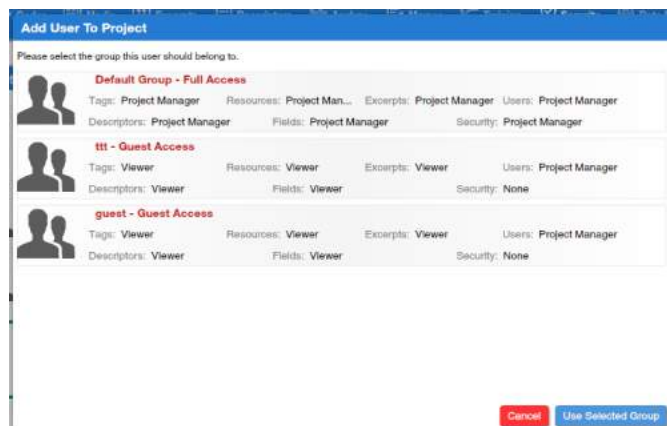 Add User To Project
Please select the group this user should belong to.
Default Group - Full Access
Tags: Project Manager Resources: Project Man... Excerpts: Project Manager Users: Project Manager
Descriptors: Project Manager Fields: Project Manager Security: Project Manager
ttt - Guest Access
Tags: Viewer Resources: Viewer Excerpts: Viewer Users: Project Manager
Descriptors: Viewer Fields: Viewer Security: None
guest - Guest Access
Tags: Viewer Resources: Viewer Excerpts: Viewer Users: Project Manager
Descriptors: Viewer Fields: Viewer Security: None
Cancel Use Selected Group